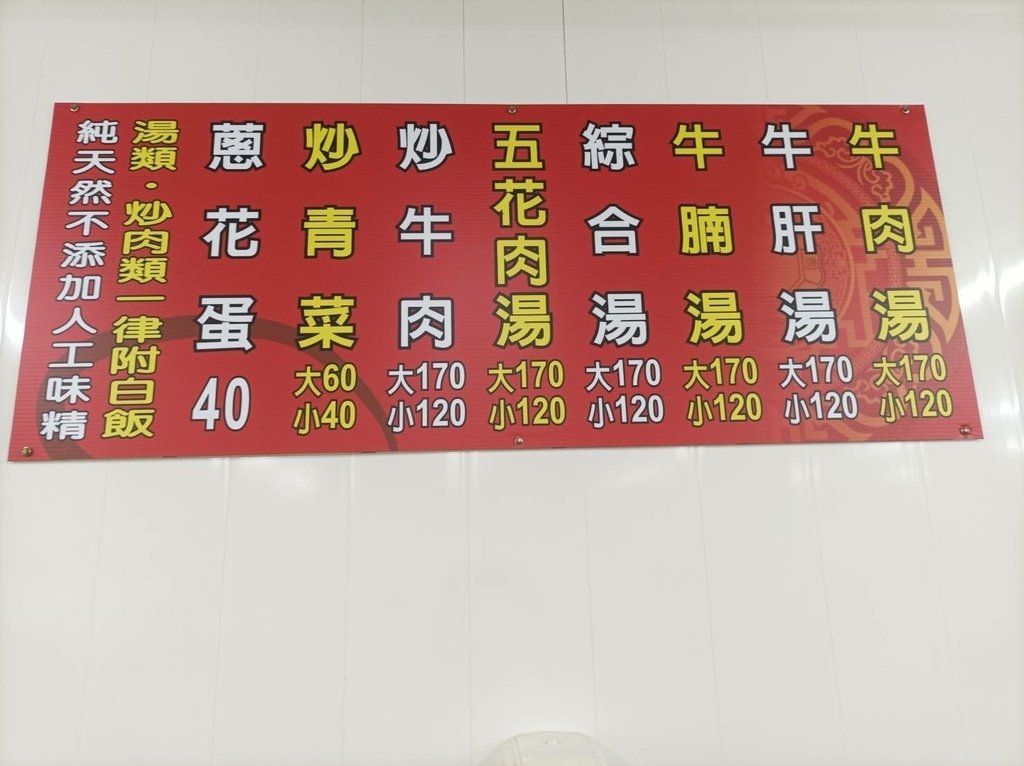 牛肉湯
大170
小120
牛肝湯
大170
小120
牛腩湯
大170
小120
綜合湯
大170
小120
五花肉湯
大170
小120
炒牛肉
大170
小120
炒青菜
大60
小40
蔥花蛋
40
湯類・炒肉類一律附白飯
純天然不添加人工味精